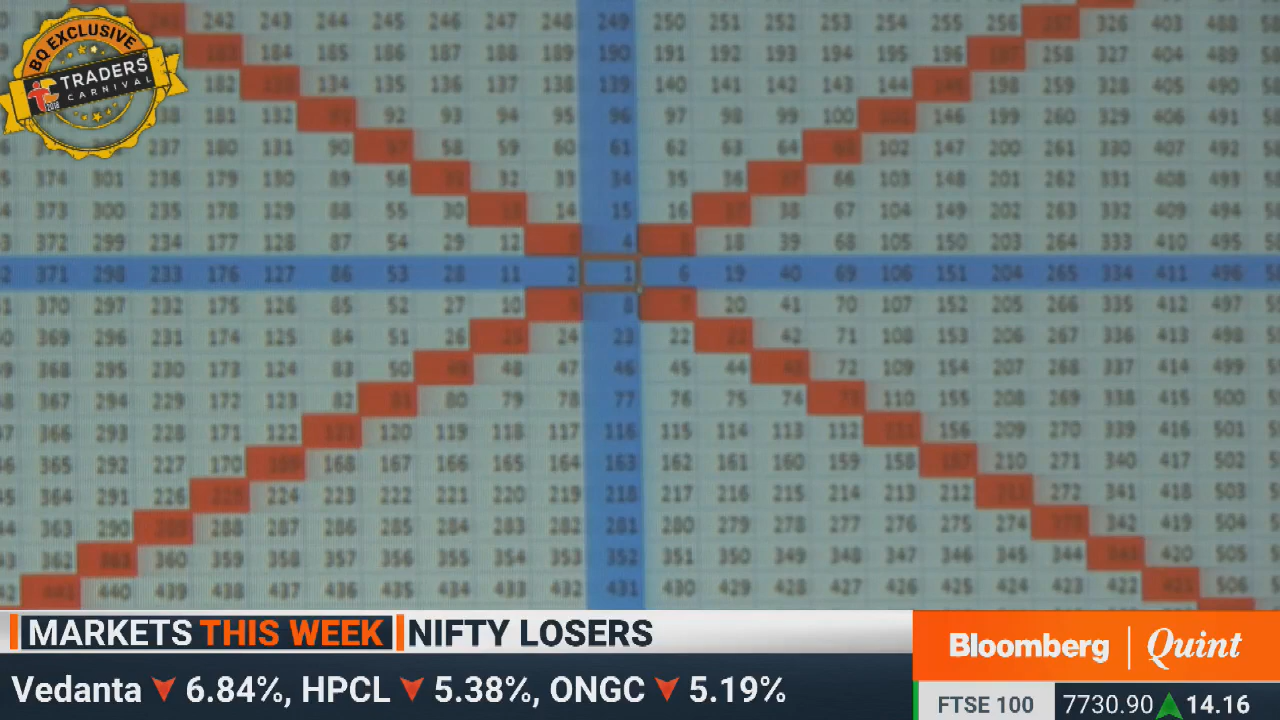 BQ EXCLUSIVE
TRADERS
CARNIVAL
2018
242 243 244 245 246 247 248 249 250 251 252 253 254 255 256 257 326 403 488
184 185 186 187 188 189 190 191 192 193 194 195 196 197 258 327 404 489
182 134 135 136 137 138 139 140 141 142 143 144 198 259 328 405 490
181 132 92 93 94 95 96 97 98 99 100 146 199 260 329 406 491
237 180 131 90 58 59 60 61 62 63 64 102 147 200 261 330 407 492
374 301 236 179 130 89 56 32 33 34 35 36 66 103 148 201 262 331 408 493
373 300 235 178 129 88 55 30 14 15 16 38 67 104 149 202 263 332 409 494
372 299 234 177 128 87 54 29 12 4 18 39 68 105 150 203 264 333 410 495
371 298 233 176 127 86 53 28 11 2 1 6 19 40 69 106 151 204 265 334 411 496
370 297 232 175 126 85 52 27 10 8 20 41 70 107 152 205 266 335 412 497
369 296 231 174 125 84 51 26 23 22 42 71 108 153 206 267 336 413 498
368 295 230 173 124 83 50 48 47 46 45 44 72 109 154 207 268 337 414 499
367 294 229 172 123 82 80 79 78 77 76 75 74 110 155 208 269 338 415 500
366 293 228 171 122 120 119 118 117 116 115 114 113 112 156 209 270 339 416 501
365 292 227 170 168 167 166 165 164 163 162 161 160 159 158 210 271 340 417 502
364 291 226 224 223 222 221 220 219 218 217 216 215 214 213 212 272 341 418 503
363 290 288 287 286 285 284 283 282 281 280 279 278 277 276 275 274 342 419 504
362 360 359 358 357 356 355 354 353 352 351 350 349 348 347 346 345 344 420 505
440 439 438 437 436 435 434 433 432 431 430 429 428 427 426 425 424 423 422 506
MARKETS THIS WEEK NIFTY LOSERS
Bloomberg | Quint
Vedanta ▼ 6.84%, HPCL ▼ 5.38%, ONGC ▼ 5.19%
FTSE 100 7730.90 ▲ 14.16